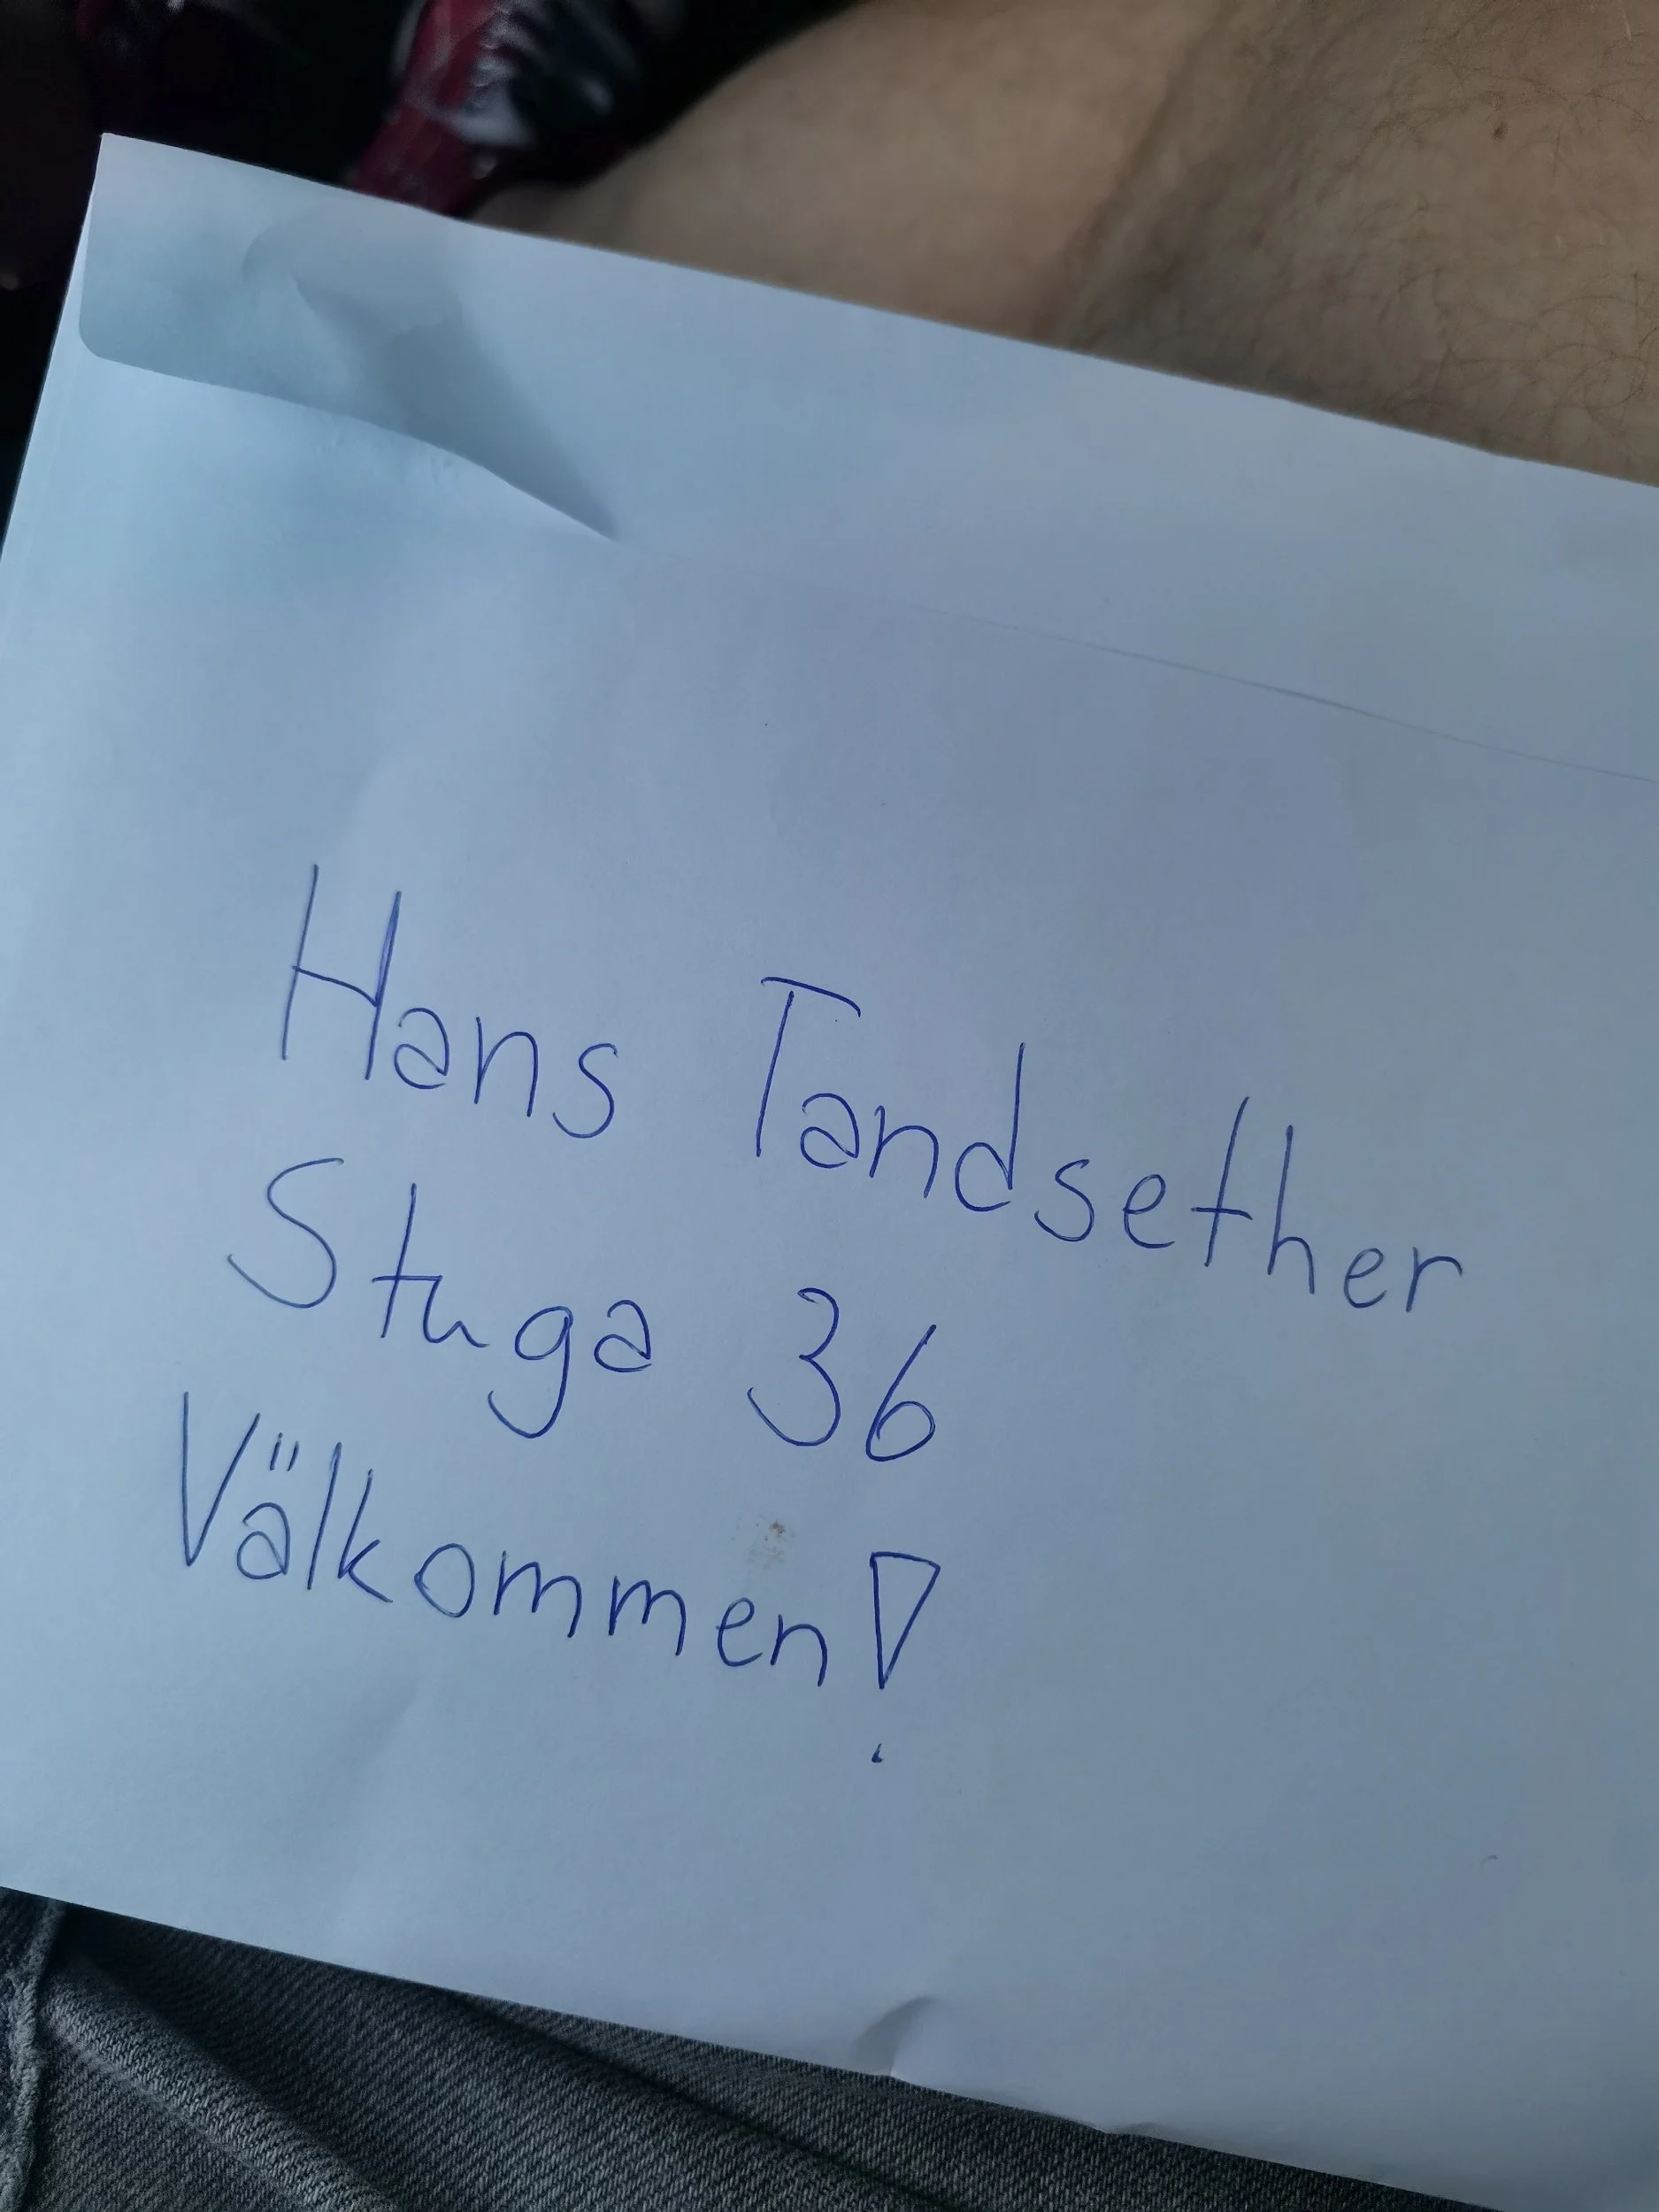 Hans Tandsether
Stuga 36
Välkommen!